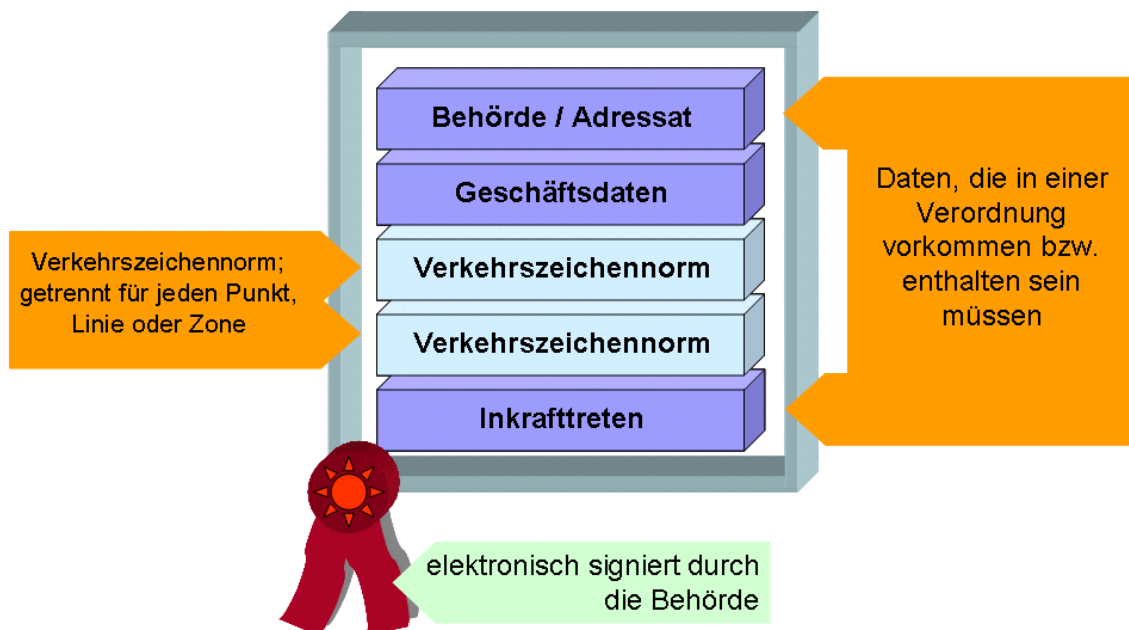 Behörde / Adressat
Geschäftsdaten
Verkehrszeichennorm
Verkehrszeichennorm
Inkrafttreten
Verkehrszeichennorm;
getrennt für jeden Punkt,
Linie oder Zone
Daten, die in einer
Verordnung
vorkommen bzw.
enthalten sein
müssen
elektronisch signiert durch
die Behörde